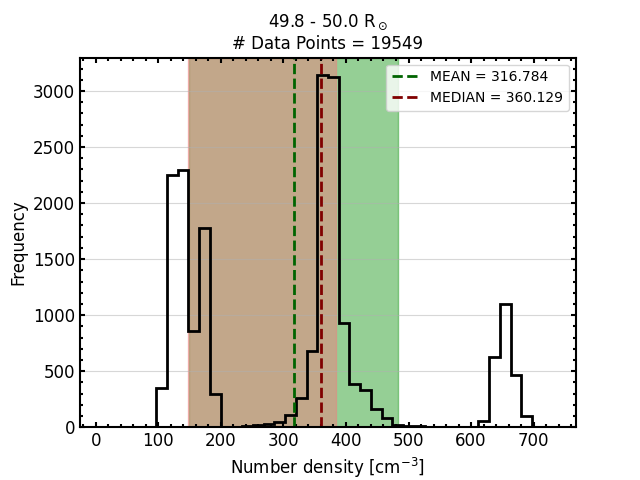 49.8 - 50.0 R⊙
# Data Points = 19549
MEAN = 316.784
MEDIAN = 360.129
Frequency
3000
2500
2000
1500
1000
500
0
0 100 200 300 400 500 600 700
Number density [cm⁻³]